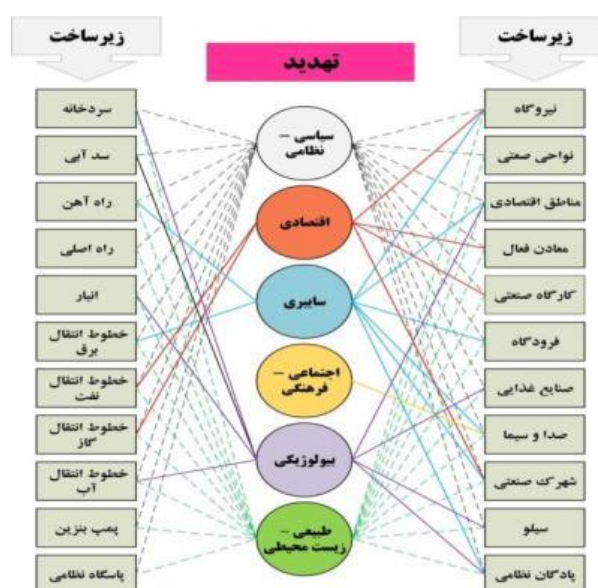 زیرساخت
تهدید
زیرساخت
نیروگاه
نواحی صعتی
مناطق اقتصادی
معادن فعال
کارگاه صنعتی
فرودگاه
صنایع غذایی
صدا و سیما
شهرک صنعتی
سیلو
پادگان نظامی
سیاسی –
نظامی
اقتصادی
سایبری
اجتماعی –
فرهنگی
بیولوژیکی
طبیعی –
زیست محیطی
سردخانه
سد آبی
راه آهن
راه اصلی
انبار
خطوط انتقال
برق
خطوط انتقال
نفت
خطوط انتقال
گاز
خطوط انتقال
آب
پمپ بنزین
پاسگاه نظامی